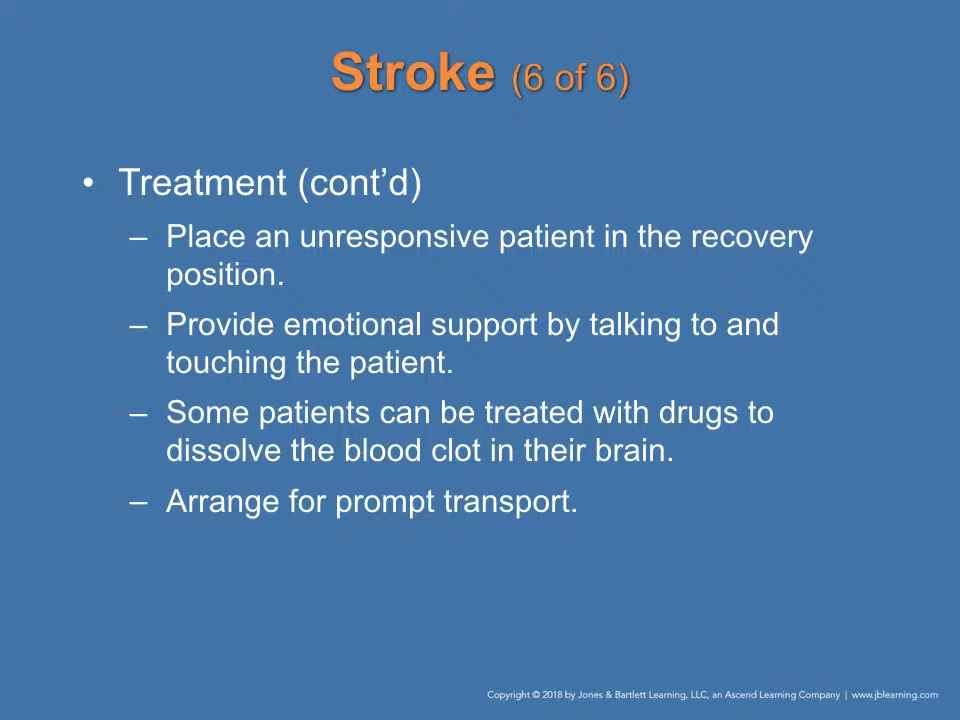 Stroke (6 of 6)
• Treatment (cont’d)
– Place an unresponsive patient in the recovery
position.
– Provide emotional support by talking to and
touching the patient.
– Some patients can be treated with drugs to
dissolve the blood clot in their brain.
– Arrange for prompt transport.
Copyright © 2018 by Jones & Bartlett Learning, LLC, an Ascend Learning Company | www.jblearning.com